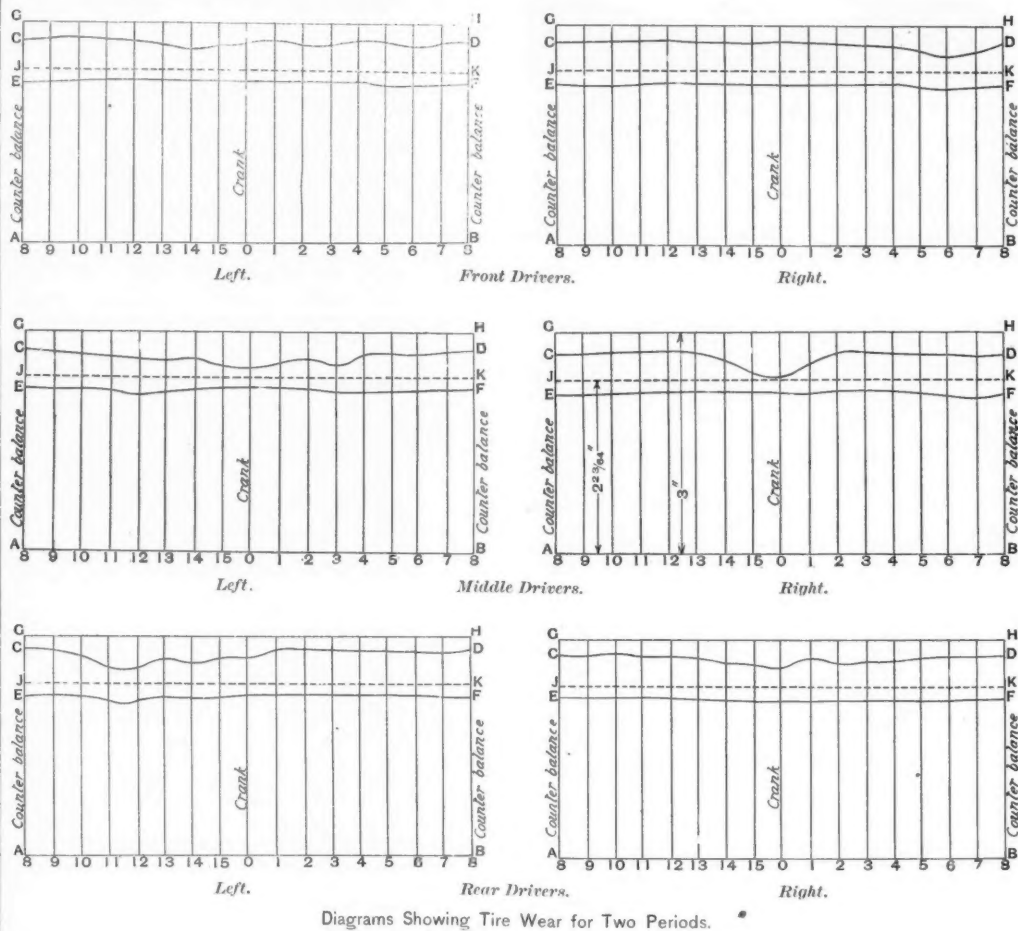 G H G H
C D C D
J K J K
E F E F
Counter balance Crank Counter balance Counter balance Crank Counter balance
A B A B
8 9 10 11 12 13 14 15 0 1 2 3 4 5 6 7 8 8 9 10 11 12 13 14 15 0 1 2 3 4 5 6 7 8
Left. Front Drivers. Right.
G H G H
C D C D
J K J K
E F E F
Counter balance Crank Counter balance Counter balance 2 23/64" 3" Crank Counter balance
A B A B
8 9 10 11 12 13 14 15 0 1 2 3 4 5 6 7 8 8 9 10 11 12 13 14 15 0 1 2 3 4 5 6 7 8
Left. Middle Drivers. Right.
G H G H
C D C D
J K J K
E F E F
Counter balance Crank Counter balance Counter balance Crank Counter balance
A B A B
8 9 10 11 12 13 14 15 0 1 2 3 4 5 6 7 8 8 9 10 11 12 13 14 15 0 1 2 3 4 5 6 7 8
Left. Rear Drivers. Right.
Diagrams Showing Tire Wear for Two Periods.